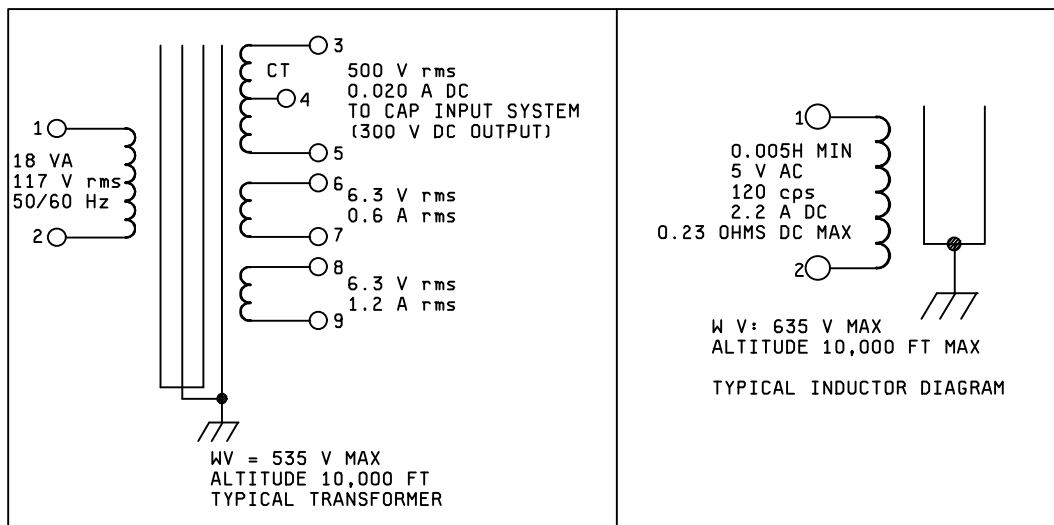 3
CT
500 V rms
0.020 A DC
4
TO CAP INPUT SYSTEM
(300 V DC OUTPUT)
1
18 VA
117 V rms
50/60 Hz
2
5
6
6.3 V rms
0.6 A rms
7
8
6.3 V rms
1.2 A rms
9
WV = 535 V MAX
ALTITUDE 10,000 FT
TYPICAL TRANSFORMER
1
0.005H MIN
5 V AC
120 cps
2.2 A DC
0.23 OHMS DC MAX
2
W V: 635 V MAX
ALTITUDE 10,000 FT MAX
TYPICAL INDUCTOR DIAGRAM